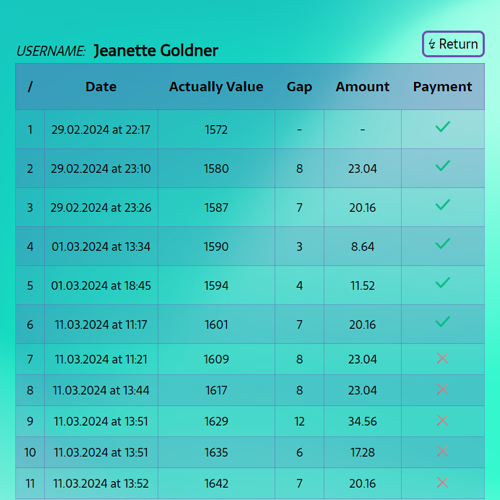 Return
USERNAME: Jeanette Goldner
/ Date Actually Value Gap Amount Payment
1 29.02.2024 at 22:17 1572 - -
2 29.02.2024 at 23:10 1580 8 23.04
3 29.02.2024 at 23:26 1587 7 20.16
4 01.03.2024 at 13:34 1590 3 8.64
5 01.03.2024 at 18:45 1594 4 11.52
6 11.03.2024 at 11:17 1601 7 20.16
7 11.03.2024 at 11:21 1609 8 23.04
8 11.03.2024 at 13:44 1617 8 23.04
9 11.03.2024 at 13:51 1629 12 34.56
10 11.03.2024 at 13:51 1635 6 17.28
11 11.03.2024 at 13:52 1642 7 20.16